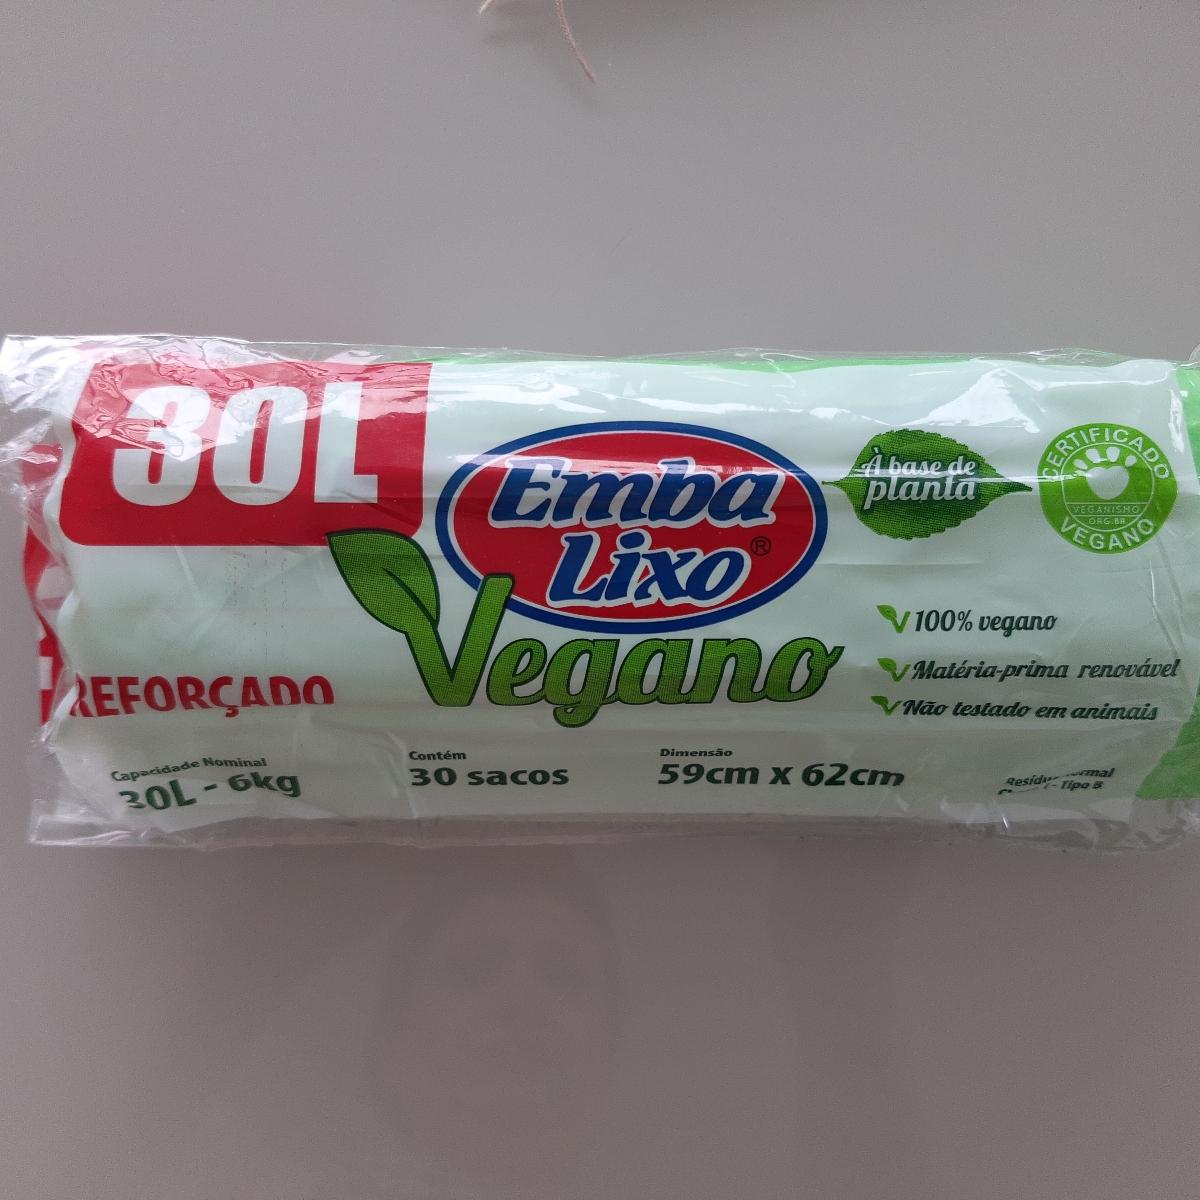 30L
Emba
Lixo®
Vegano
À base de
planta
CERTIFICADO
VEGANISMO
ORG.BR
VEGANO
100% vegano
Matéria-prima renovável
Não testado em animais
REFORÇADO
Capacidade Nominal
30L - 6kg
Contém
30 sacos
Dimensão
59cm x 62cm
- Tipo B